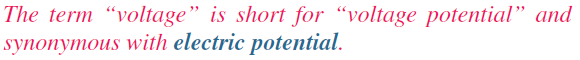 The term “voltage” is short for “voltage potential” and
synonymous with electric potential.